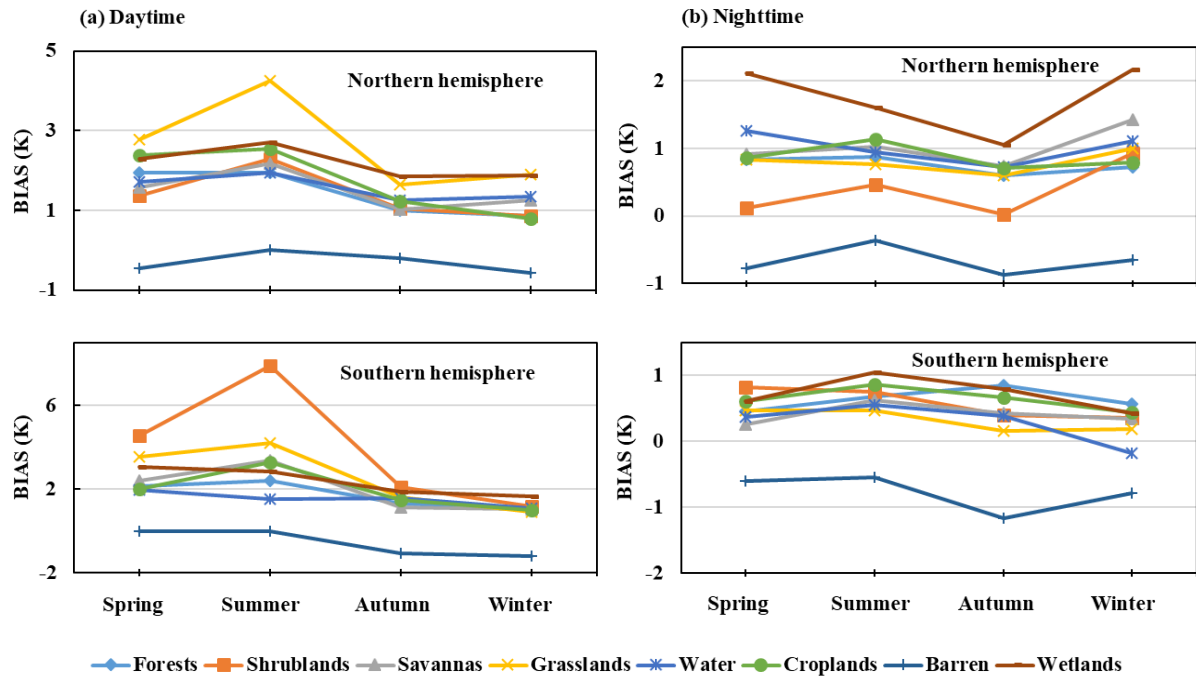 (a) Daytime
(b) Nighttime
5
3
1
-1
BIAS (K)
Northern hemisphere
2
1
0
-1
BIAS (K)
Northern hemisphere
6
2
-2
BIAS (K)
Southern hemisphere
Spring Summer Autumn Winter
1
0
-1
-2
BIAS (K)
Southern hemisphere
Spring Summer Autumn Winter
Forests Shrublands Savannas Grasslands Water Croplands Barren Wetlands